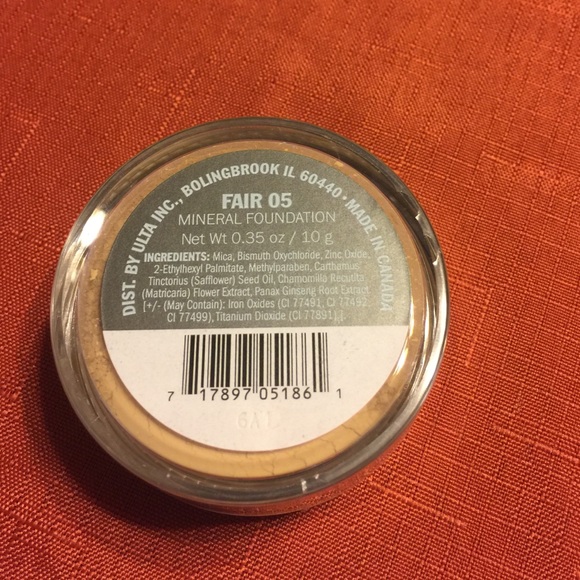 DIST. BY ULTA INC., BOLINGBROOK IL 60440 • MADE IN CANADA
FAIR 05
MINERAL FOUNDATION
Net Wt 0.35 oz / 10 g
INGREDIENTS: Mica, Bismuth Oxychloride, Zinc Oxide,
2-Ethylhexyl Palmitate, Methylparaben, Carthamus
Tinctorius (Safflower) Seed Oil, Chamomilla Recutita
(Matricaria) Flower Extract, Panax Ginseng Root Extract
[+/- (May Contain): Iron Oxides (CI 77491, CI 77492,
CI 77499), Titanium Dioxide (CI 77891).]
7 17897 05186 1